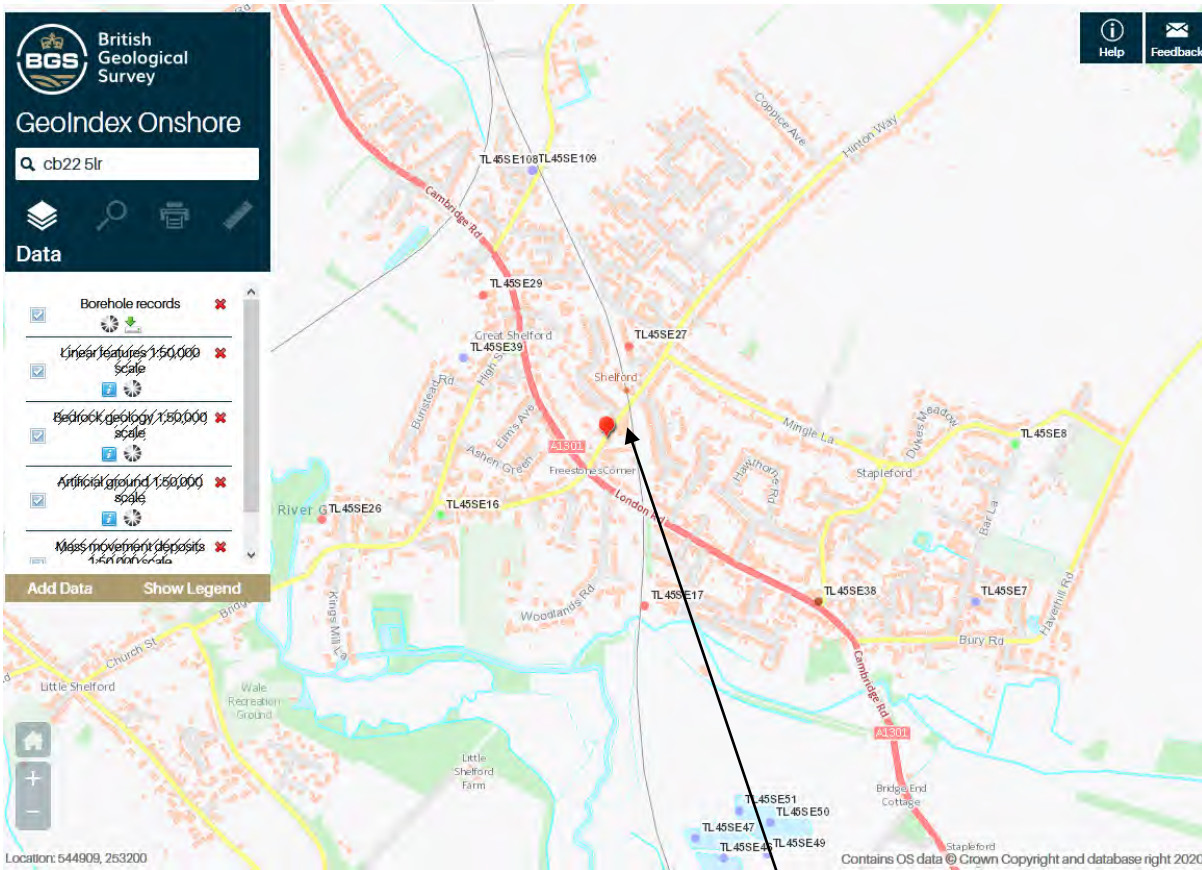 BGS
British
Geological
Survey
GeoIndex Onshore
cb22 5lr
Data
Borehole records
Linear features 1:50,000
scale
Bedrock geology 1:50,000
scale
Artificial ground 1:50,000
scale
Mass movement deposits
1:50,000 scale
Add Data Show Legend
Help
Feedback
Coppice Ave
Hinton Way
TL45SE108 TL45SE109
Cambridge Rd
TL45SE29
Great Shelford
TL45SE39
High S
TL45SE27
Shelford
Bunstead Rd
Elm's Ave
Mingle La
Dukes Meadow
TL45SE8
A1301
Ashen Green
Freestones Corner
Hawthorne Rd
Stapleford
River G
TL45SE26
TL45SE16
London Rd
Bar La
Woodlands Rd
TL45SE17
TL45SE38
TL45SE7
Haverhill Rd
Kings Mill La
Bury Rd
Church St
Little Shelford
Wale
Recreation
Ground
Cambridge Rd
A1301
Little
Shelford
Farm
Bridge End
Cottage
TL45SE51
TL45SE50
TL45SE47
TL45SE49
Stapleford
Location: 544909, 253200
Contains OS data © Crown Copyright and database right 2020